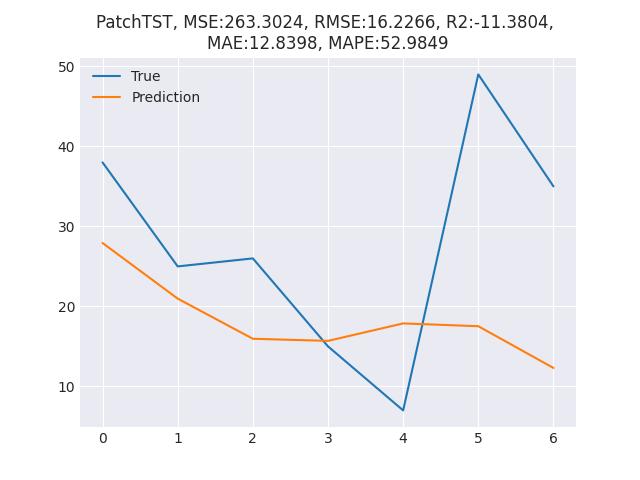 PatchTST, MSE:263.3024, RMSE:16.2266, R2:-11.3804,
MAE:12.8398, MAPE:52.9849
True
Prediction
50
40
30
20
10
0 1 2 3 4 5 6